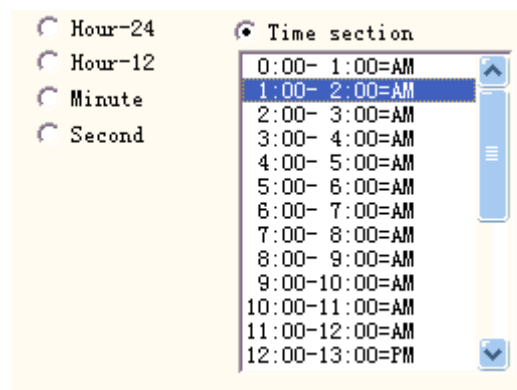 Hour-24
Hour-12
Minute
Second
Time section
0:00- 1:00=AM
1:00- 2:00=AM
2:00- 3:00=AM
3:00- 4:00=AM
4:00- 5:00=AM
5:00- 6:00=AM
6:00- 7:00=AM
7:00- 8:00=AM
8:00- 9:00=AM
9:00-10:00=AM
10:00-11:00=AM
11:00-12:00=AM
12:00-13:00=PM